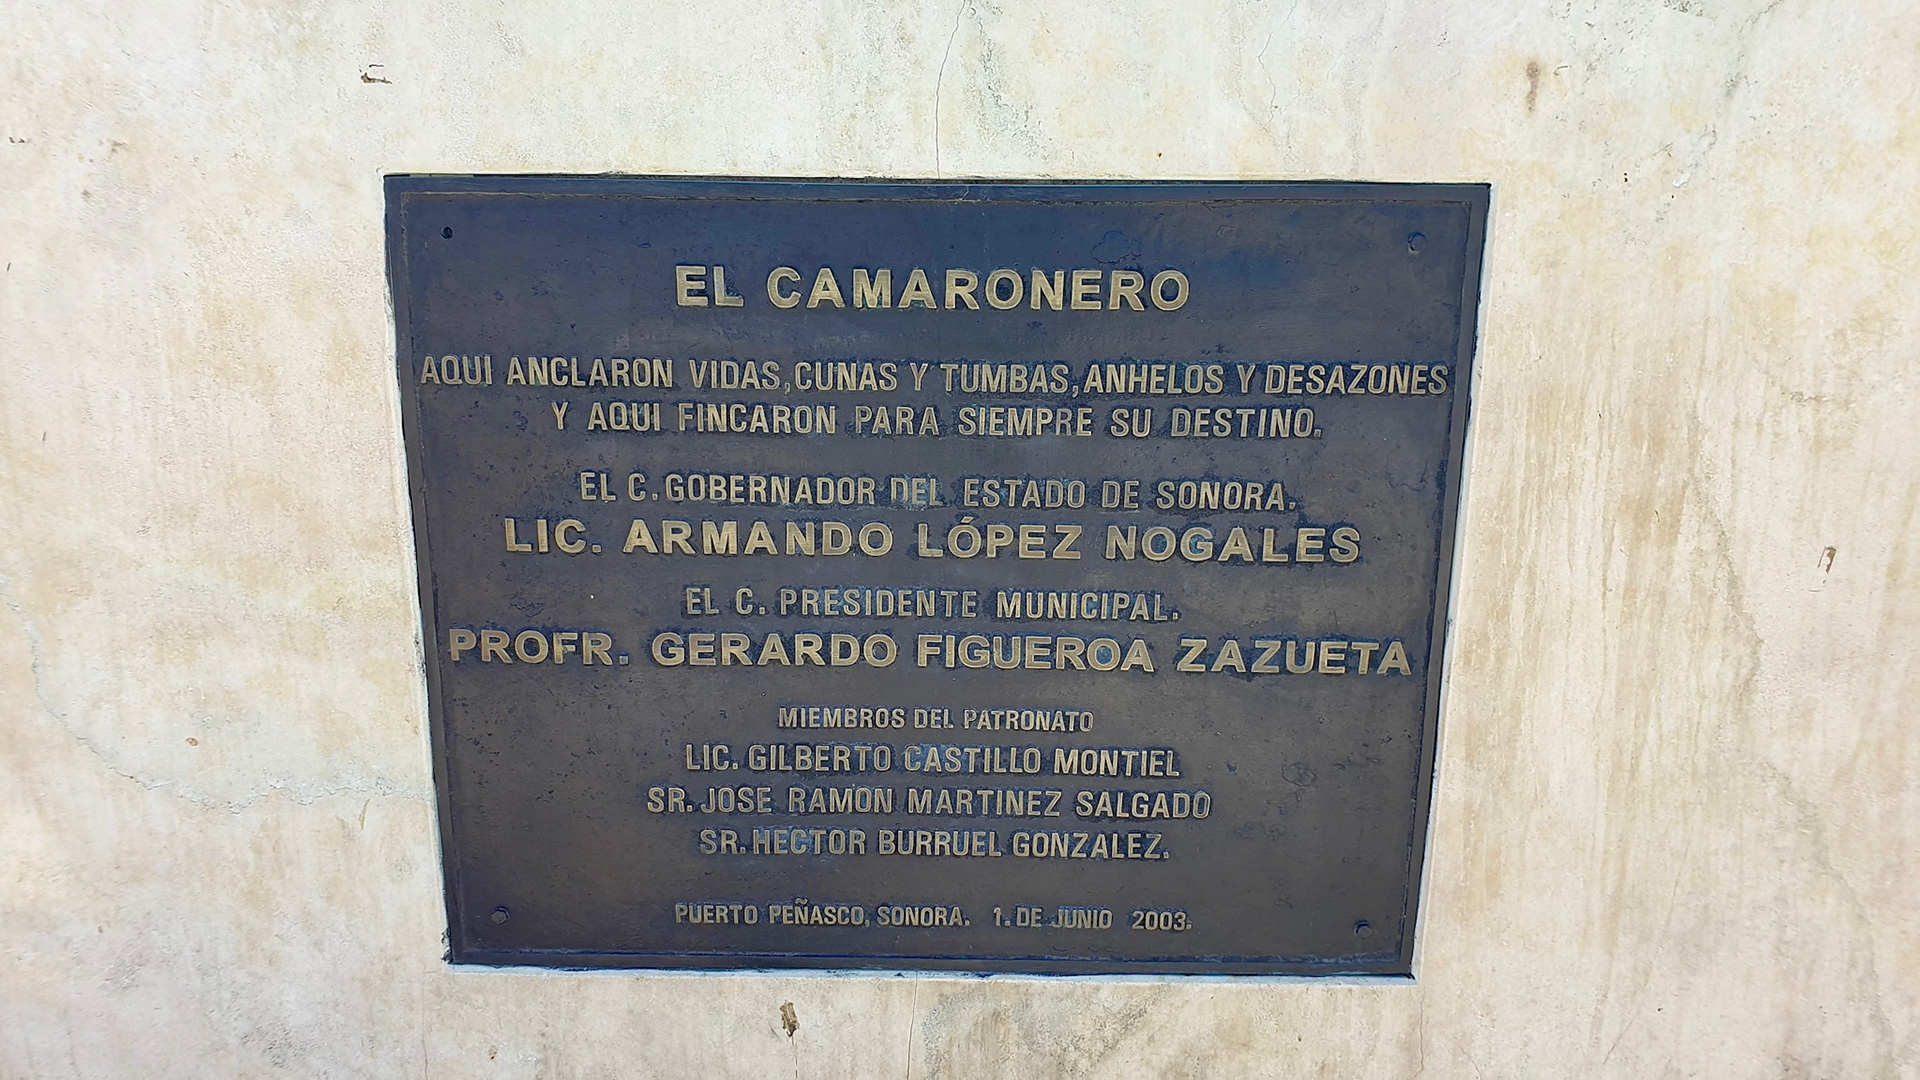 EL CAMARONERO
AQUI ANCLARON VIDAS, CUNAS Y TUMBAS, ANHELOS Y DESAZONES
Y AQUI FINCARON PARA SIEMPRE SU DESTINO.
EL C. GOBERNADOR DEL ESTADO DE SONORA.
LIC. ARMANDO LÓPEZ NOGALES
EL C. PRESIDENTE MUNICIPAL.
PROFR. GERARDO FIGUEROA ZAZUETA
MIEMBROS DEL PATRONATO
LIC. GILBERTO CASTILLO MONTIEL
SR. JOSE RAMON MARTINEZ SALGADO
SR. HECTOR BURRUEL GONZALEZ.
PUERTO PEÑASCO, SONORA. 1. DE JUNIO 2003.